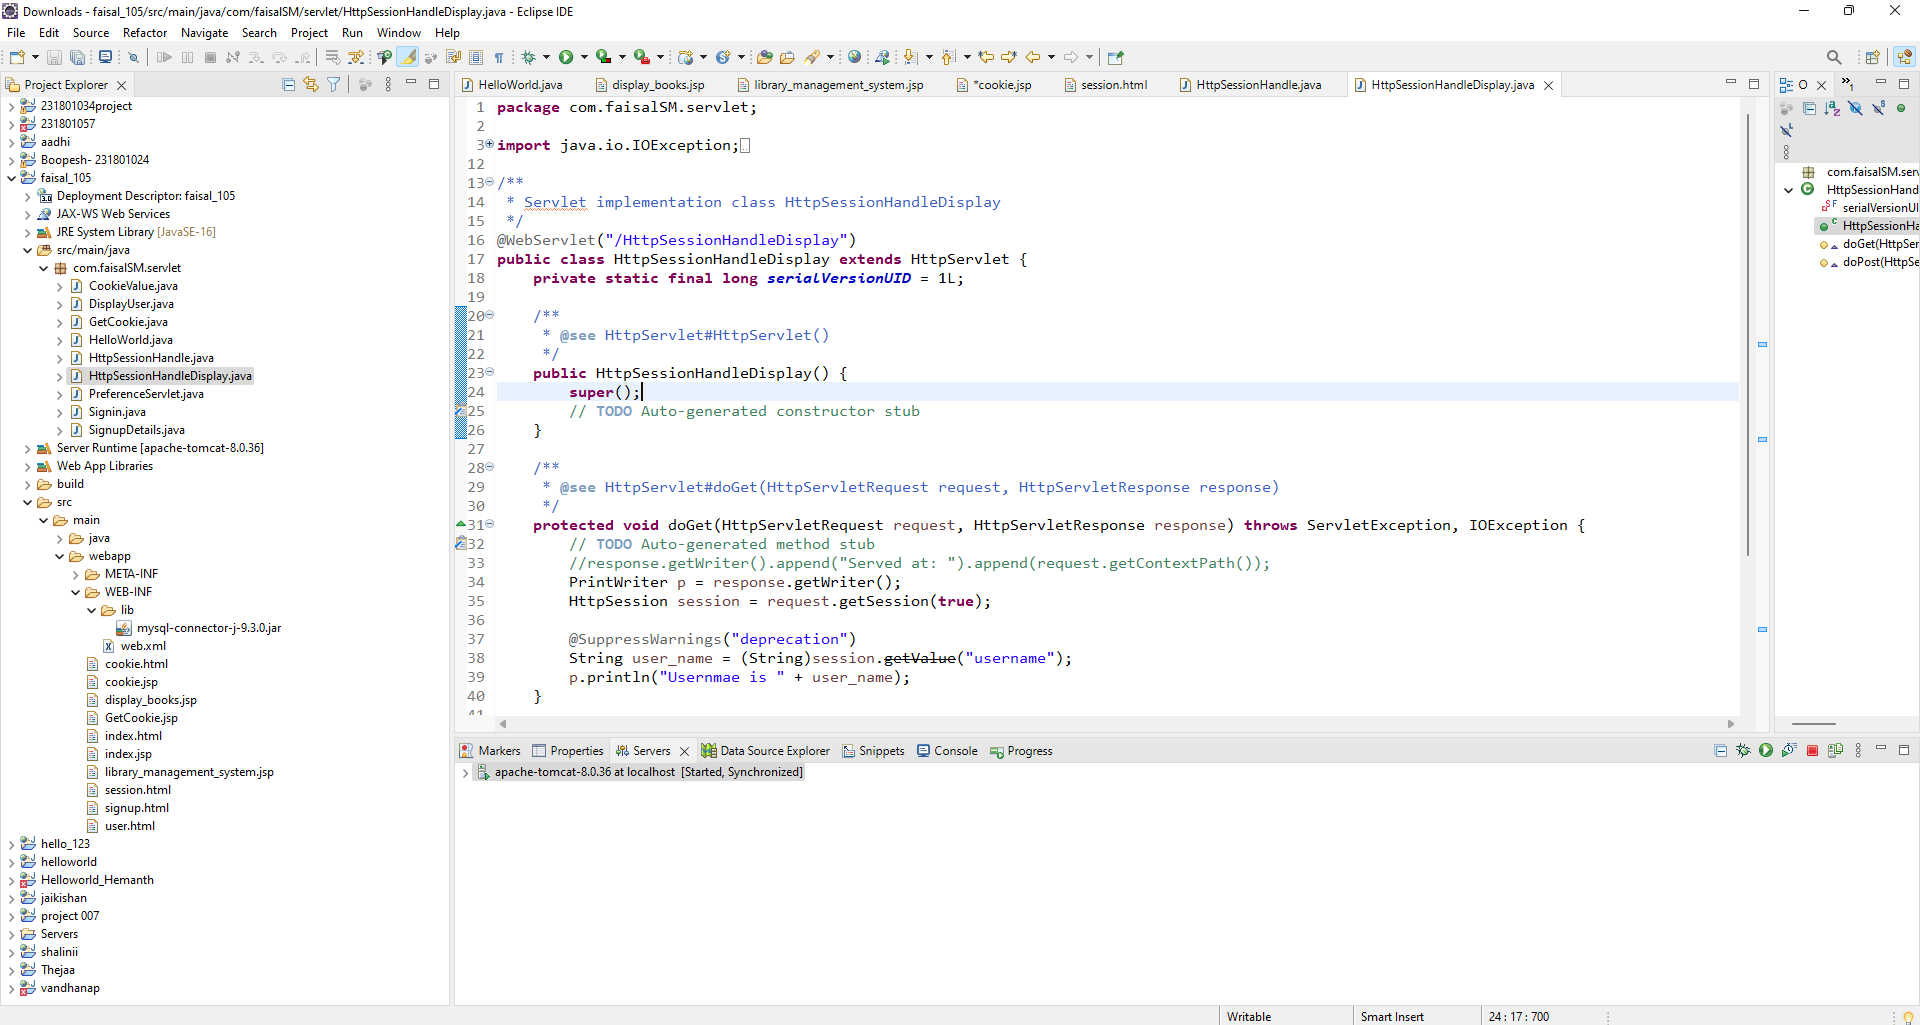 Downloads - faisal_105/src/main/java/com/faisalSM/servlet/HttpSessionHandleDisplay.java - Eclipse IDE
File Edit Source Refactor Navigate Search Project Run Window Help
Project Explorer
231801034project
231801057
aadhi
Boopesh- 231801024
faisal_105
Deployment Descriptor: faisal_105
JAX-WS Web Services
JRE System Library [JavaSE-16]
src/main/java
com.faisalSM.servlet
CookieValue.java
DisplayUser.java
GetCookie.java
HelloWorld.java
HttpSessionHandle.java
HttpSessionHandleDisplay.java
PreferenceServlet.java
Signin.java
SignupDetails.java
Server Runtime [apache-tomcat-8.0.36]
Web App Libraries
build
src
main
java
webapp
META-INF
WEB-INF
lib
mysql-connector-j-9.3.0.jar
web.xml
cookie.html
cookie.jsp
display_books.jsp
GetCookie.jsp
index.html
index.jsp
library_management_system.jsp
session.html
signup.html
user.html
hello_123
helloworld
Helloworld_Hemanth
jaikishan
project 007
Servers
shalinii
Thejaa
vandhanap
HelloWorld.java display_books.jsp library_management_system.jsp *cookie.jsp session.html HttpSessionHandle.java HttpSessionHandleDisplay.java
1 package com.faisalSM.servlet;
2
3 import java.io.IOException;
12
13 /**
14 * Servlet implementation class HttpSessionHandleDisplay
15 */
16 @WebServlet("/HttpSessionHandleDisplay")
17 public class HttpSessionHandleDisplay extends HttpServlet {
18 private static final long serialVersionUID = 1L;
19
20 /**
21 * @see HttpServlet#HttpServlet()
22 */
23 public HttpSessionHandleDisplay() {
24 super();
25 // TODO Auto-generated constructor stub
26 }
27
28 /**
29 * @see HttpServlet#doGet(HttpServletRequest request, HttpServletResponse response)
30 */
31 protected void doGet(HttpServletRequest request, HttpServletResponse response) throws ServletException, IOException {
32 // TODO Auto-generated method stub
33 //response.getWriter().append("Served at: ").append(request.getContextPath());
34 PrintWriter p = response.getWriter();
35 HttpSession session = request.getSession(true);
36
37 @SuppressWarnings("deprecation")
38 String user_name = (String)session.getValue("username");
39 p.println("Usernmae is " + user_name);
40 }
41
O
1
com.faisalSM.serv
HttpSessionHand
serialVersionUI
HttpSessionHa
doGet(HttpSer
doPost(HttpSe
Markers Properties Servers Data Source Explorer Snippets Console Progress
apache-tomcat-8.0.36 at localhost [Started, Synchronized]
Writable Smart Insert 24 : 17 : 700